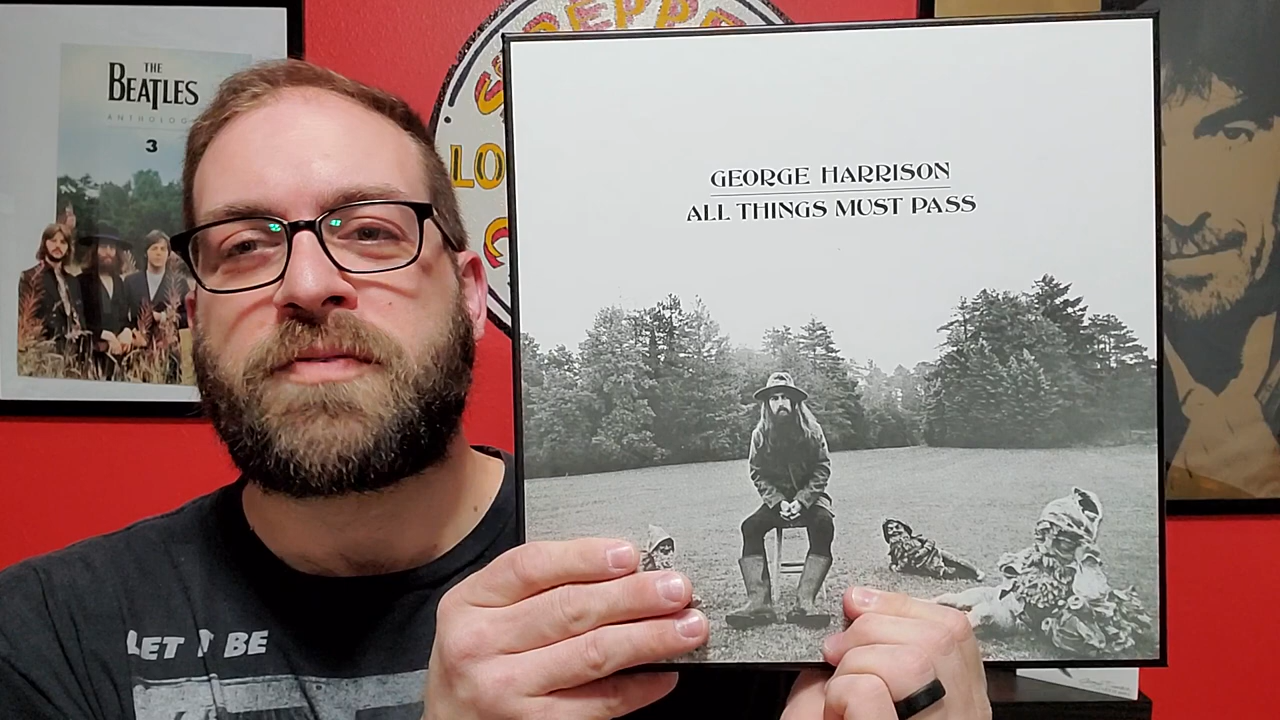 THE
BEATLES
ANTHOLOGY
3
GEORGE HARRISON
ALL THINGS MUST PASS
LET IT BE